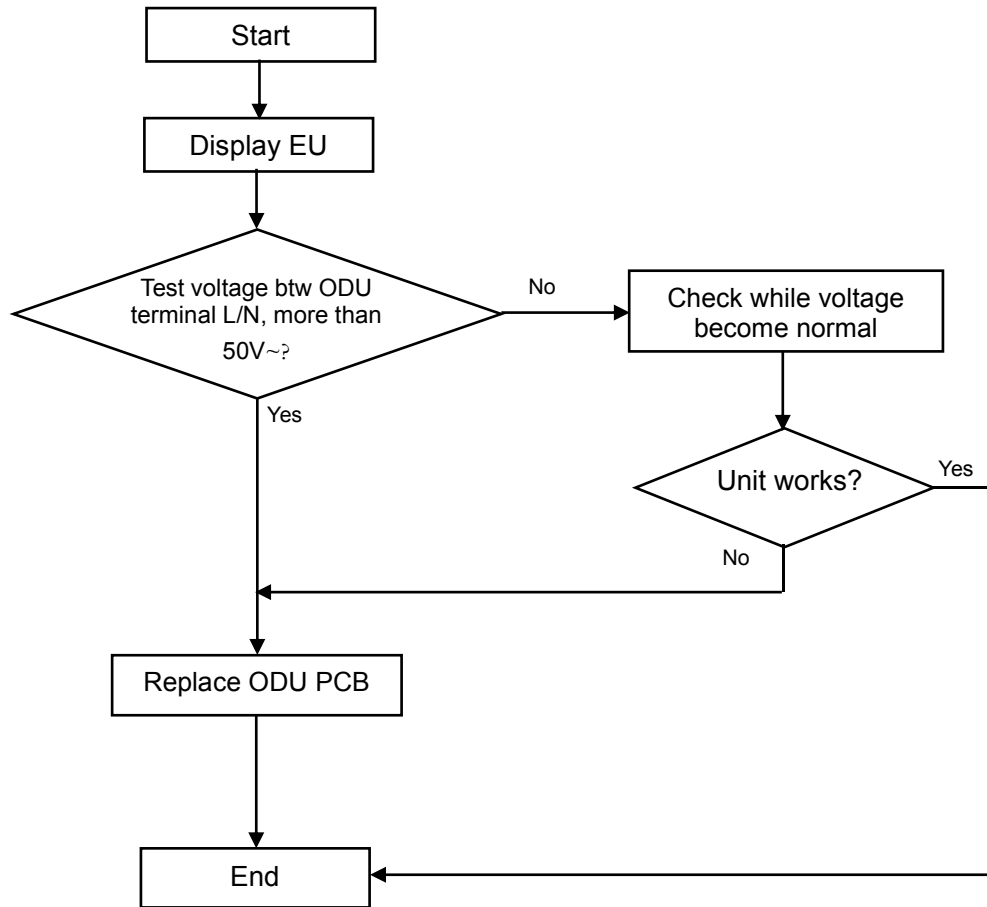 Start
Display EU
Test voltage btw ODU
terminal L/N, more than
50V~?
No
Check while voltage
become normal
Yes
Unit works?
Yes
No
Replace ODU PCB
End